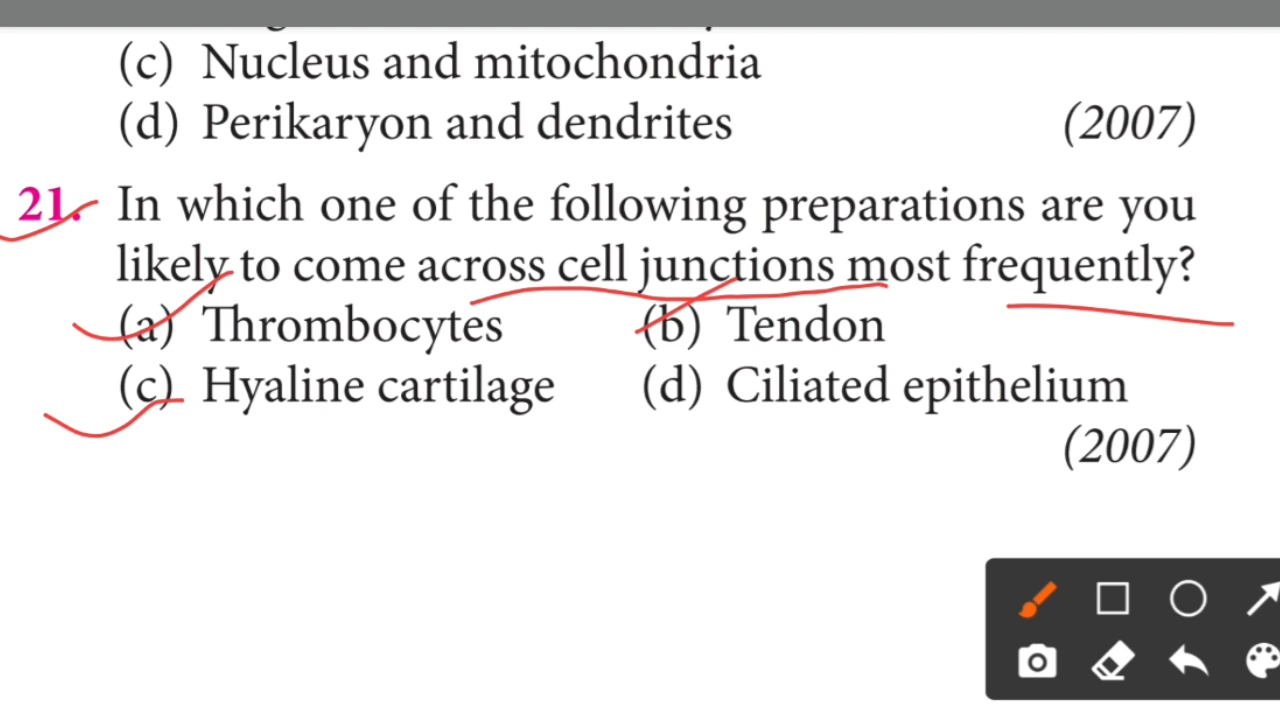 (c) Nucleus and mitochondria
(d) Perikaryon and dendrites (2007)
21. In which one of the following preparations are you
likely to come across cell junctions most frequently?
(a) Thrombocytes (b) Tendon
(c) Hyaline cartilage (d) Ciliated epithelium
(2007)